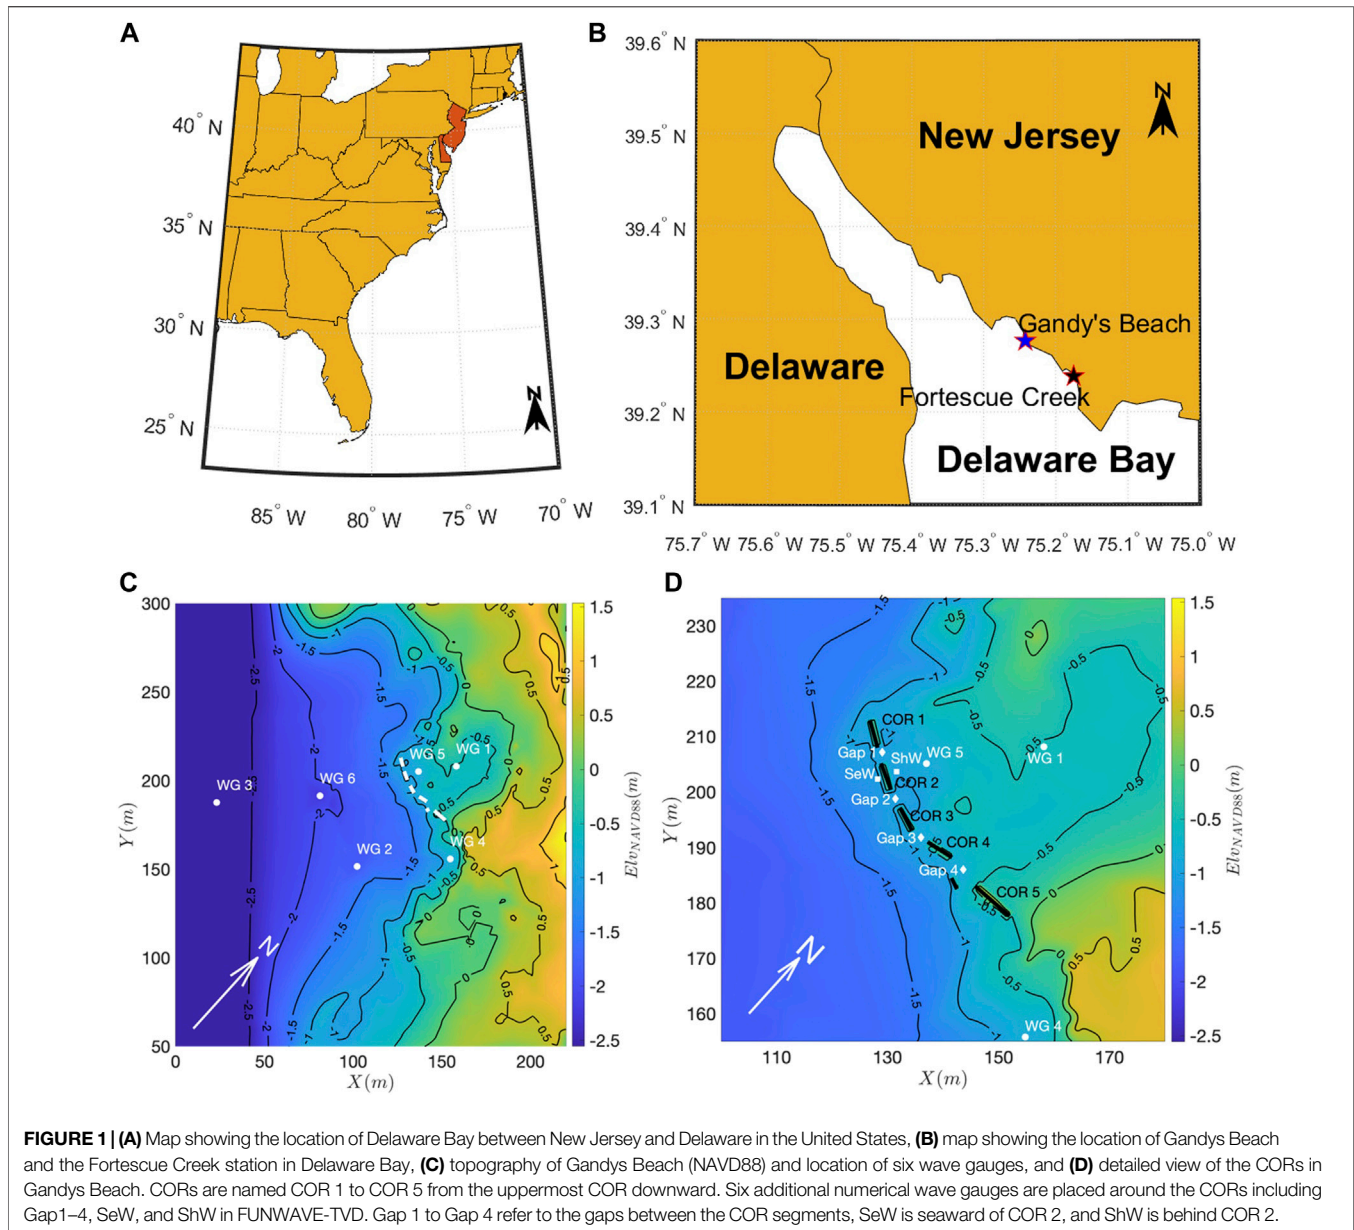 A
40° N
35° N
30° N
25° N
85° W
80° W
75° W
70° W
N
B
39.6° N
39.5° N
39.4° N
39.3° N
39.2° N
39.1° N
75.7° W 75.6° W 75.5° W 75.4° W 75.3° W 75.2° W 75.1° W 75.0° W
N
New Jersey
Gandy's Beach
Delaware
Fortescue Creek
Delaware Bay
C
300
250
200
150
100
50
0 50 100 150 200
Y(m)
X(m)
WG 3
WG 6
WG 2
WG 5
WG 1
WG 4
N
1.5
1
0.5
0
-0.5
-1
-1.5
-2
-2.5
Elv NAVD88(m)
D
230
220
210
200
190
180
170
160
110 130 150 170
Y(m)
X(m)
COR 1
Gap 1
ShW WG 5
WG 1
SeW
COR 2
Gap 2
COR 3
Gap 3
COR 4
Gap 4
COR 5
WG 4
N
1.5
1
0.5
0
-0.5
-1
-1.5
-2
-2.5
Elv NAVD88(m)
FIGURE 1 | (A) Map showing the location of Delaware Bay between New Jersey and Delaware in the United States, (B) map showing the location of Gandys Beach
and the Fortescue Creek station in Delaware Bay, (C) topography of Gandys Beach (NAVD88) and location of six wave gauges, and (D) detailed view of the CORs in
Gandys Beach. CORs are named COR 1 to COR 5 from the uppermost COR downward. Six additional numerical wave gauges are placed around the CORs including
Gap1–4, SeW, and ShW in FUNWAVE-TVD. Gap 1 to Gap 4 refer to the gaps between the COR segments, SeW is seaward of COR 2, and ShW is behind COR 2.